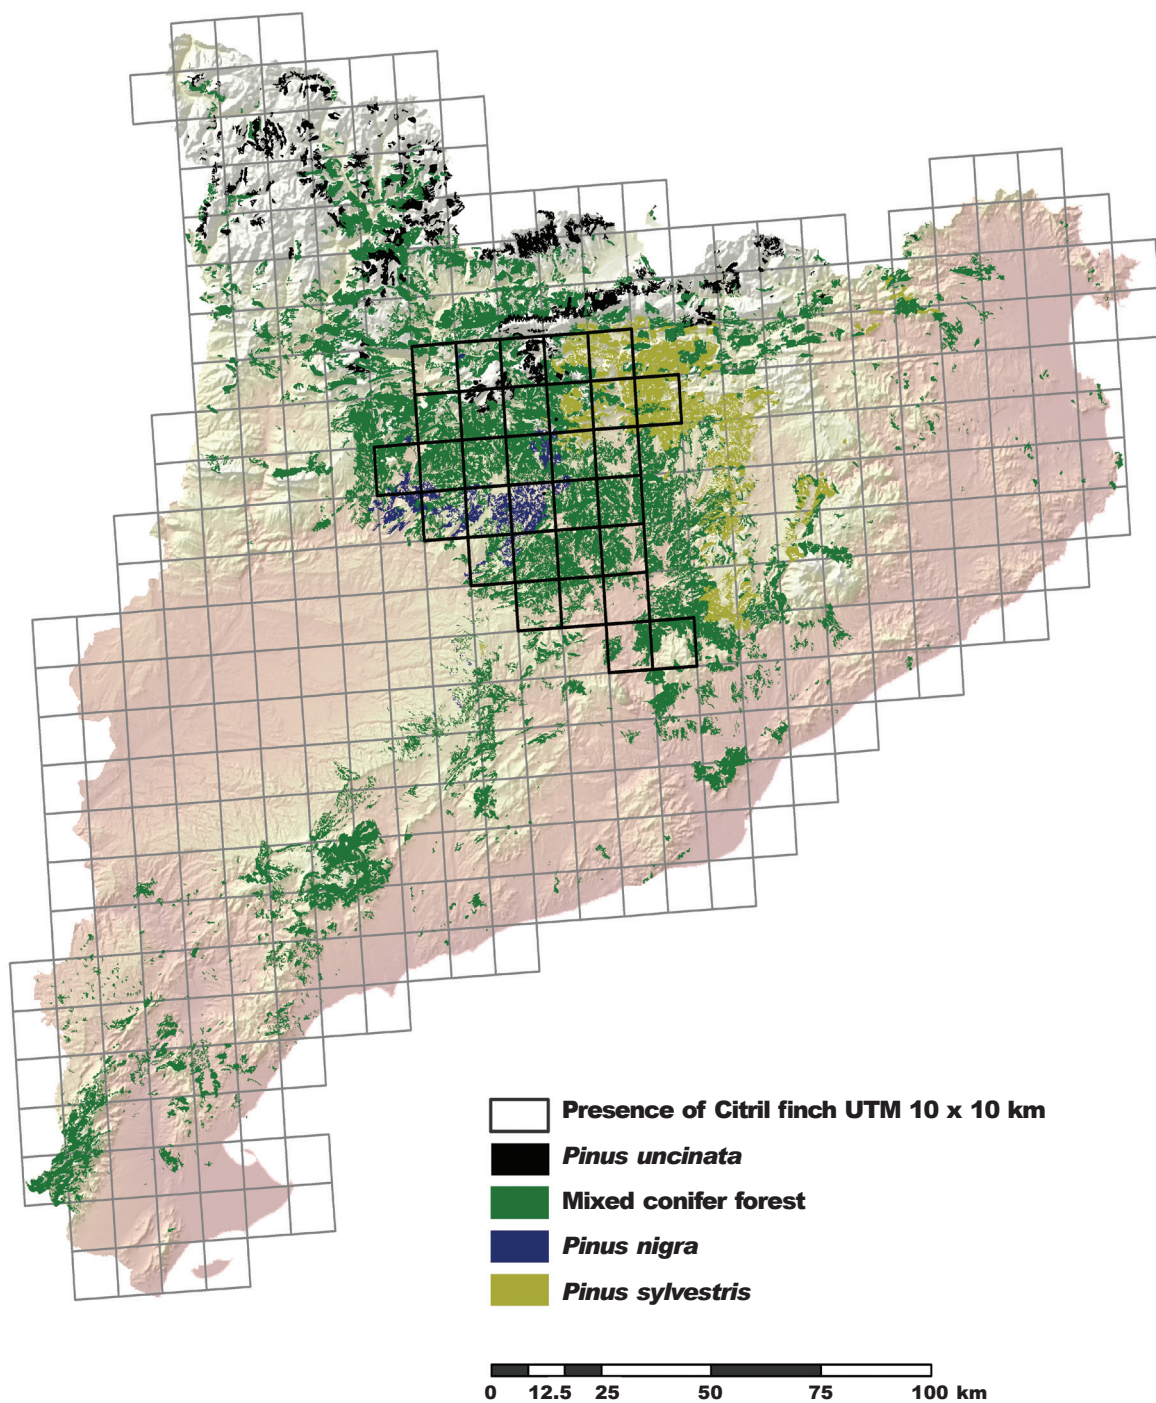 Presence of Citril finch UTM 10 x 10 km
Pinus uncinata
Mixed conifer forest
Pinus nigra
Pinus sylvestris
0 12.5 25 50 75 100 km